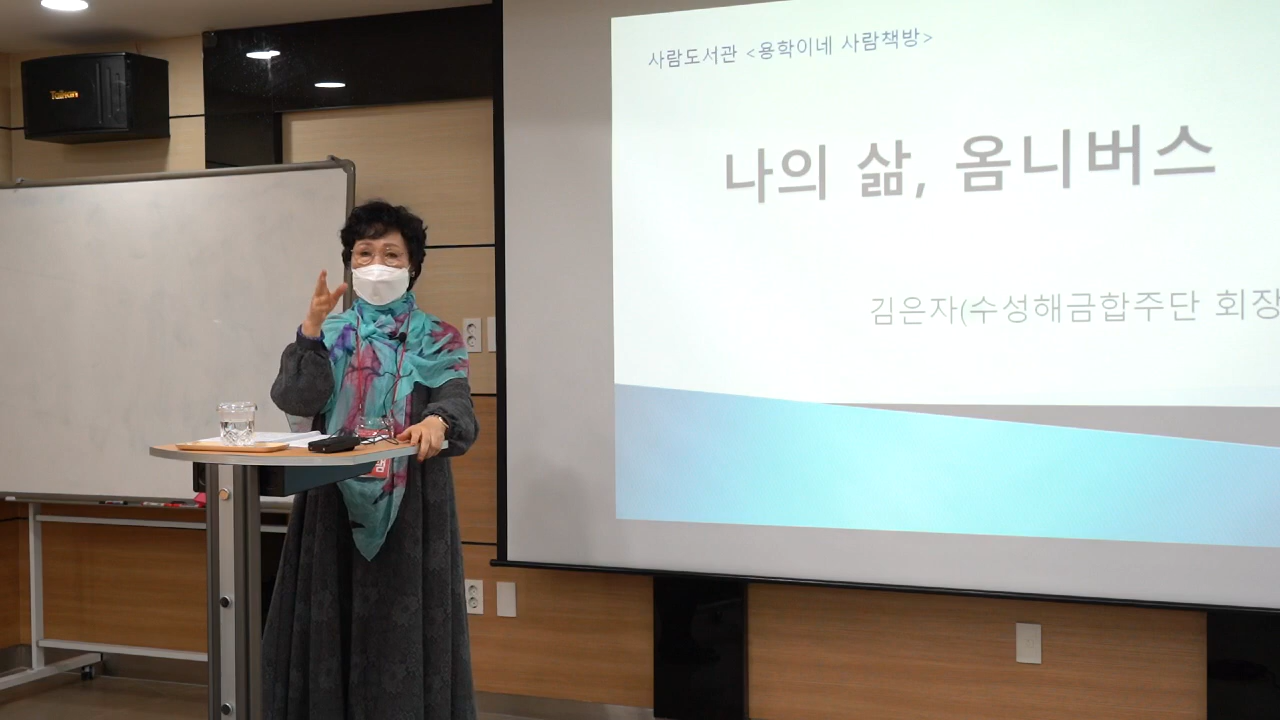 Taihan
사람도서관 <용학이네 사람책방>
나의 삶, 옴니버스
김은자(수성해금합주단 회장